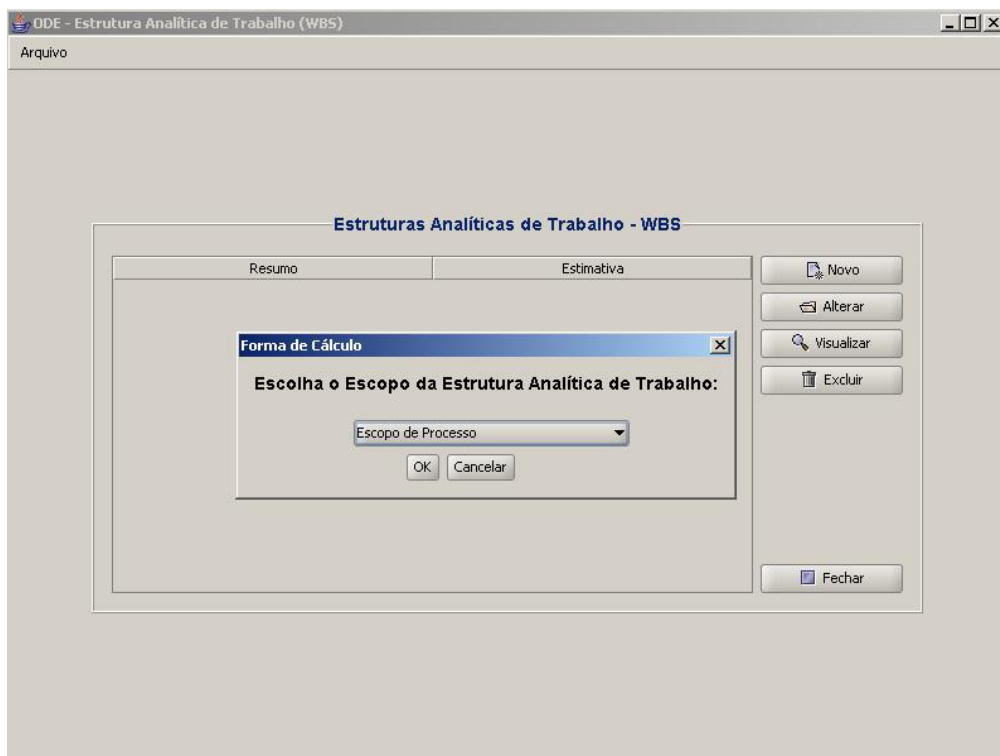 ODE - Estrutura Analítica de Trabalho (WBS)
Arquivo
Estruturas Analíticas de Trabalho - WBS
Resumo Estimativa
Novo
Alterar
Visualizar
Excluir
Forma de Cálculo
Escolha o Escopo da Estrutura Analítica de Trabalho:
Escopo de Processo
OK Cancelar
Fechar